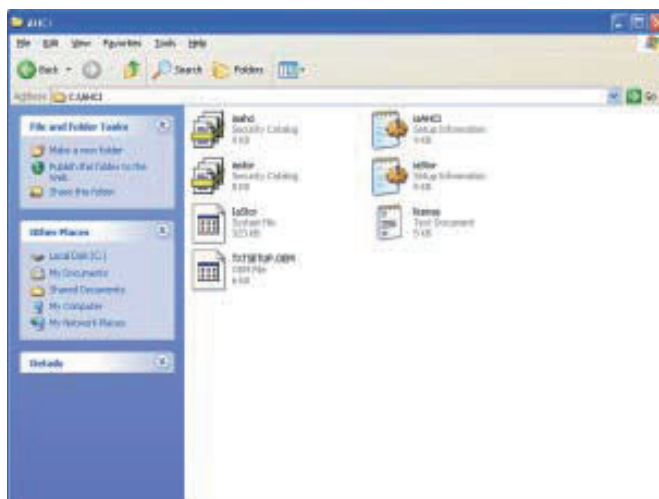 AHCI
File Edit View Favorites Tools Help
Back Search Folders
Address C:\AHCI Go
File and Folder Tasks
Make a new folder
Publish this folder to the
Web
Share this folder
Other Places
Local Disk (C:)
My Documents
Shared Documents
My Computer
My Network Places
Details
iaahci
Security Catalog
iaAHCI
Setup Information
iastor
Security Catalog
iaStor
Setup Information
IaStor
System File
license
Text Document
5 KB
TXTSETUP.OEM
OEM File